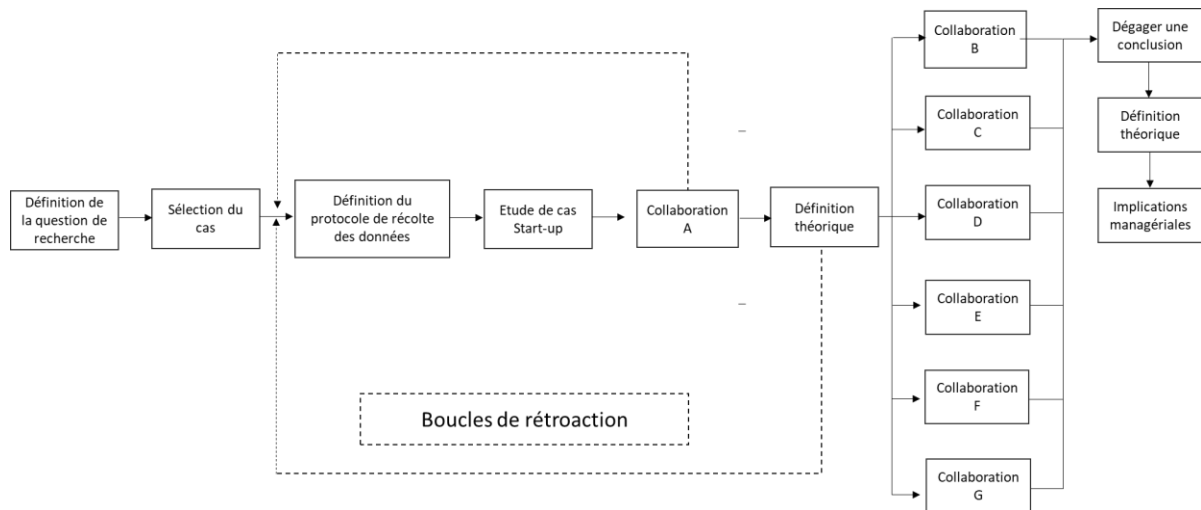 Définition de
la question de
recherche
Sélection du
cas
Définition du
protocole de récolte
des données
Etude de cas
Start-up
Collaboration
A
Définition
théorique
Collaboration
B
Collaboration
C
Collaboration
D
Collaboration
E
Collaboration
F
Collaboration
G
Dégager une
conclusion
Définition
théorique
Implications
managériales
Boucles de rétroaction